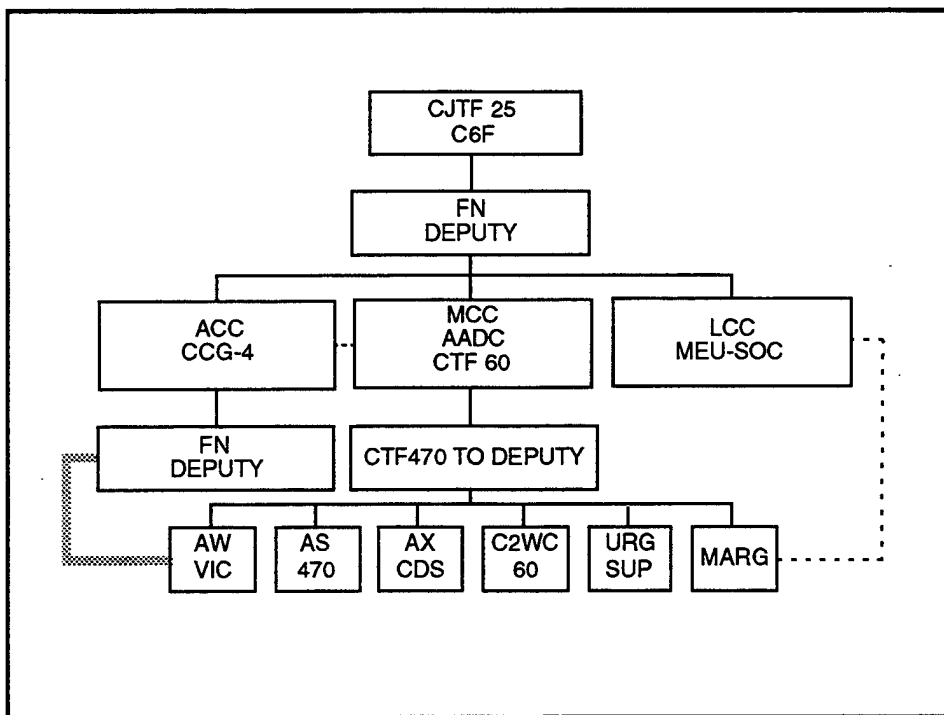 CJTF 25
C6F
FN
DEPUTY
ACC
CCG-4
MCC
AADC
CTF 60
LCC
MEU-SOC
FN
DEPUTY
CTF470 TO DEPUTY
AW
VIC
AS
470
AX
CDS
C2WC
60
URG
SUP
MARG